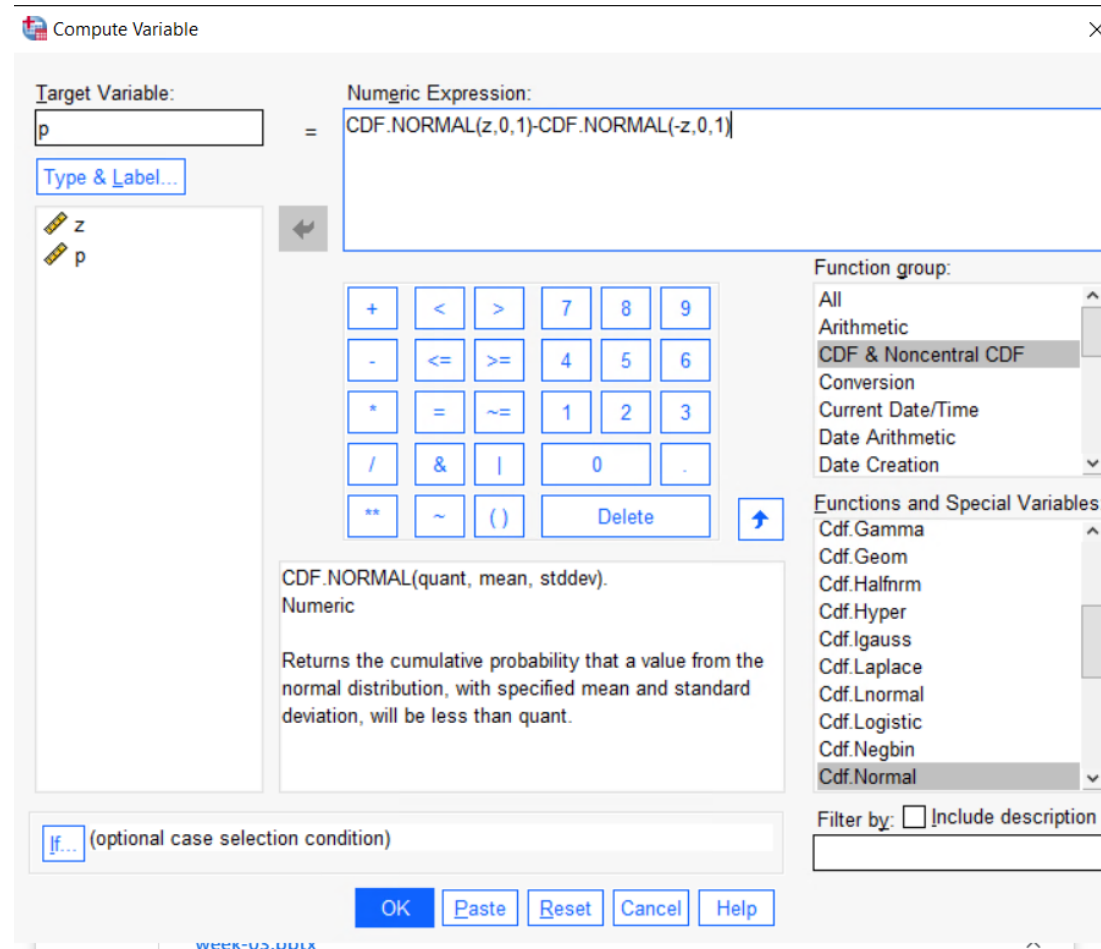 Compute Variable
Target Variable:
p
Type & Label...
z
p
=
Numeric Expression:
CDF.NORMAL(z,0,1)-CDF.NORMAL(-z,0,1)
+ < > 7 8 9
- <= >= 4 5 6
* = ~= 1 2 3
/ & | 0 .
** ~ ( ) Delete
CDF.NORMAL(quant, mean, stddev).
Numeric
Returns the cumulative probability that a value from the
normal distribution, with specified mean and standard
deviation, will be less than quant.
Function group:
All
Arithmetic
CDF & Noncentral CDF
Conversion
Current Date/Time
Date Arithmetic
Date Creation
Functions and Special Variables
Cdf.Gamma
Cdf.Geom
Cdf.Halfnrm
Cdf.Hyper
Cdf.Igauss
Cdf.Laplace
Cdf.Lnormal
Cdf.Logistic
Cdf.Negbin
Cdf.Normal
Filter by: Include description
If... (optional case selection condition)
OK Paste Reset Cancel Help
week-03.pptx